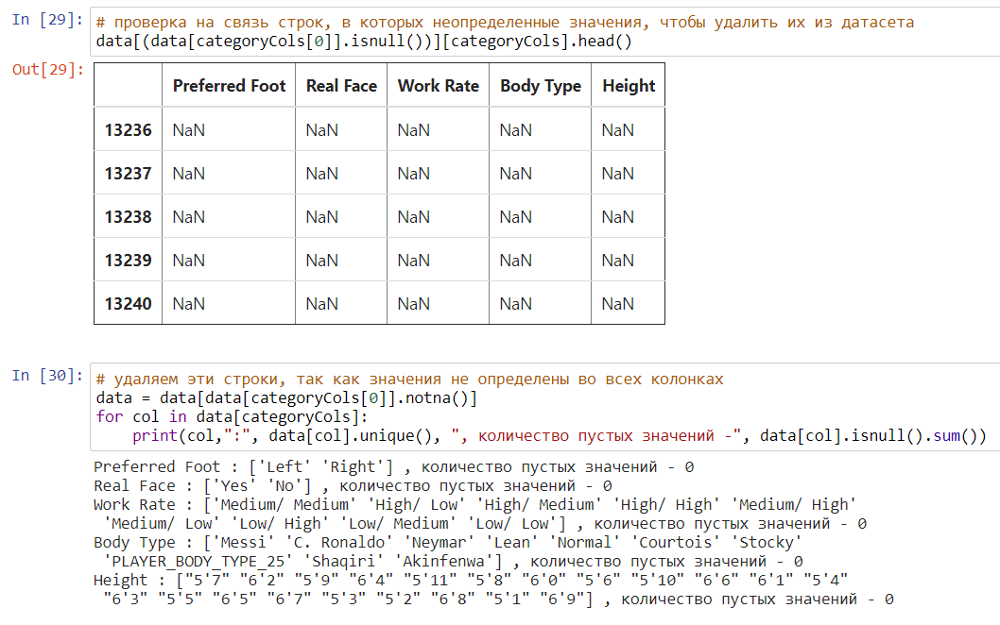 In [29]: # проверка на связь строк, в которых неопределенные значения, чтобы удалить их из датасета
data[(data[categoryCols[0]].isnull())][categoryCols].head()
Out[29]:
Preferred Foot Real Face Work Rate Body Type Height
13236 NaN NaN NaN NaN NaN
13237 NaN NaN NaN NaN NaN
13238 NaN NaN NaN NaN NaN
13239 NaN NaN NaN NaN NaN
13240 NaN NaN NaN NaN NaN
In [30]: # удаляем эти строки, так как значения не определены во всех колонках
data = data[data[categoryCols[0]].notna()]
for col in data[categoryCols]:
    print(col,":", data[col].unique(), ", количество пустых значений -", data[col].isnull().sum())
Preferred Foot : ['Left' 'Right'] , количество пустых значений - 0
Real Face : ['Yes' 'No'] , количество пустых значений - 0
Work Rate : ['Medium/ Medium' 'High/ Low' 'High/ Medium' 'High/ High' 'Medium/ High'
 'Medium/ Low' 'Low/ High' 'Low/ Medium' 'Low/ Low'] , количество пустых значений - 0
Body Type : ['Messi' 'C. Ronaldo' 'Neymar' 'Lean' 'Normal' 'Courtois' 'Stocky'
 'PLAYER_BODY_TYPE_25' 'Shaqiri' 'Akinfenwa'] , количество пустых значений - 0
Height : ["5'7" "6'2" "5'9" "6'4" "5'11" "5'8" "6'0" "5'6" "5'10" "6'6" "6'1" "5'4"
 "6'3" "5'5" "6'5" "6'7" "5'3" "5'2" "6'8" "5'1" "6'9"] , количество пустых значений - 0